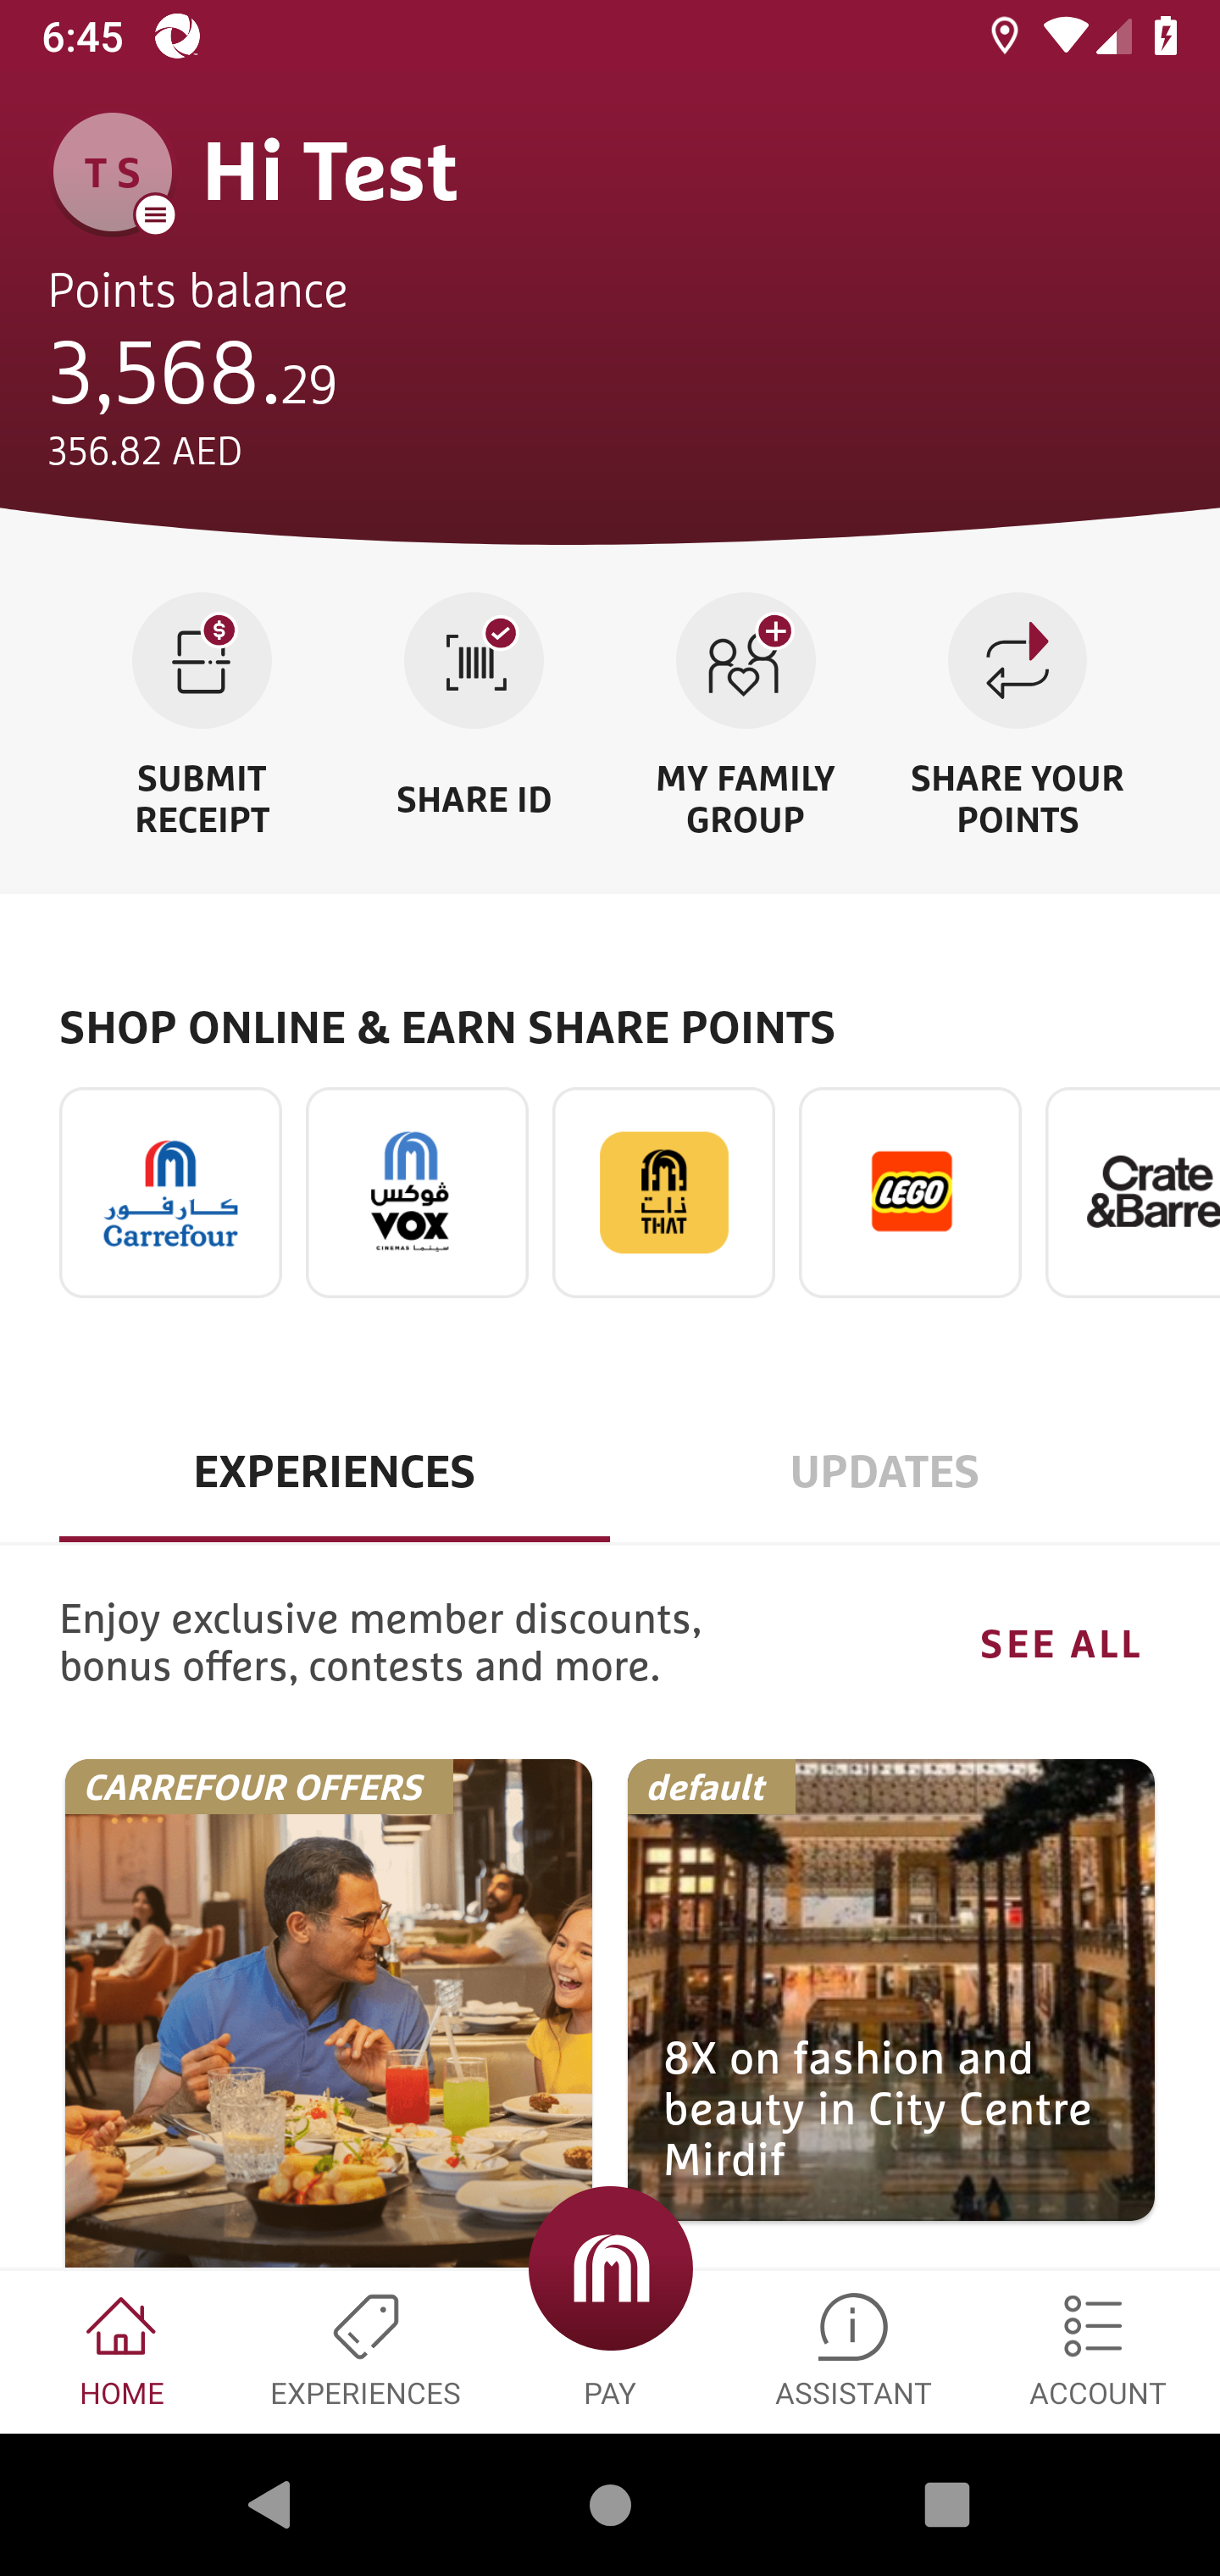 6:45
T S
Hi Test
Points balance
3,568.29
356.82 AED
$
SUBMIT
RECEIPT
SHARE ID
MY FAMILY
GROUP
SHARE YOUR
POINTS
SHOP ONLINE & EARN SHARE POINTS
كارفور
Carrefour
ڤوكس
VOX
CINEMAS سينما
ذات
THAT
LEGO
Crate
&Barre
EXPERIENCES
UPDATES
Enjoy exclusive member discounts,
bonus offers, contests and more.
SEE ALL
CARREFOUR OFFERS
default
8X on fashion and
beauty in City Centre
Mirdif
HOME
EXPERIENCES
PAY
ASSISTANT
ACCOUNT